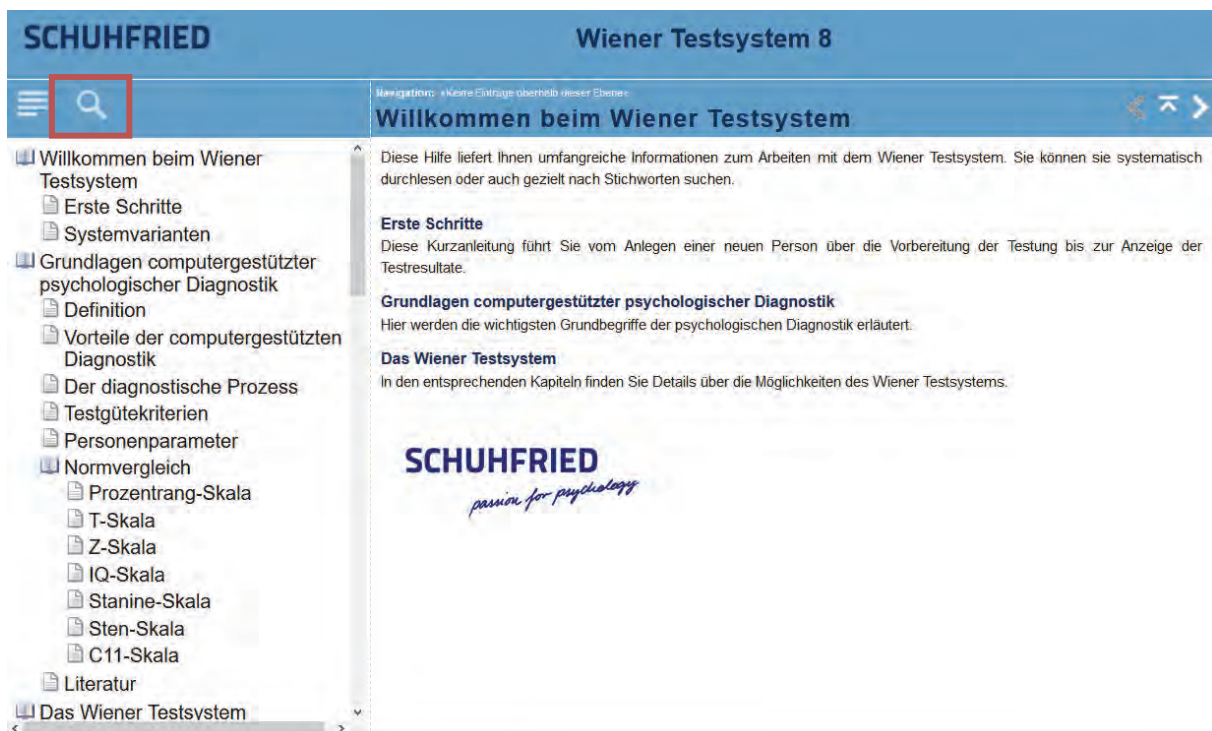 SCHUHFRIED
Wiener Testsystem 8
Navigation: »Keine Einträge oberhalb dieser Ebene«
Willkommen beim Wiener Testsystem
Willkommen beim Wiener
Testsystem
Erste Schritte
Systemvarianten
Grundlagen computergestützter
psychologischer Diagnostik
Definition
Vorteile der computergestützten
Diagnostik
Der diagnostische Prozess
Testgütekriterien
Personenparameter
Normvergleich
Prozentrang-Skala
T-Skala
Z-Skala
IQ-Skala
Stanine-Skala
Sten-Skala
C11-Skala
Literatur
Das Wiener Testsystem
Diese Hilfe liefert Ihnen umfangreiche Informationen zum Arbeiten mit dem Wiener Testsystem. Sie können sie systematisch
durchlesen oder auch gezielt nach Stichworten suchen.
Erste Schritte
Diese Kurzanleitung führt Sie vom Anlegen einer neuen Person über die Vorbereitung der Testung bis zur Anzeige der
Testresultate.
Grundlagen computergestützter psychologischer Diagnostik
Hier werden die wichtigsten Grundbegriffe der psychologischen Diagnostik erläutert.
Das Wiener Testsystem
In den entsprechenden Kapiteln finden Sie Details über die Möglichkeiten des Wiener Testsystems.
SCHUHFRIED
passion for psychology